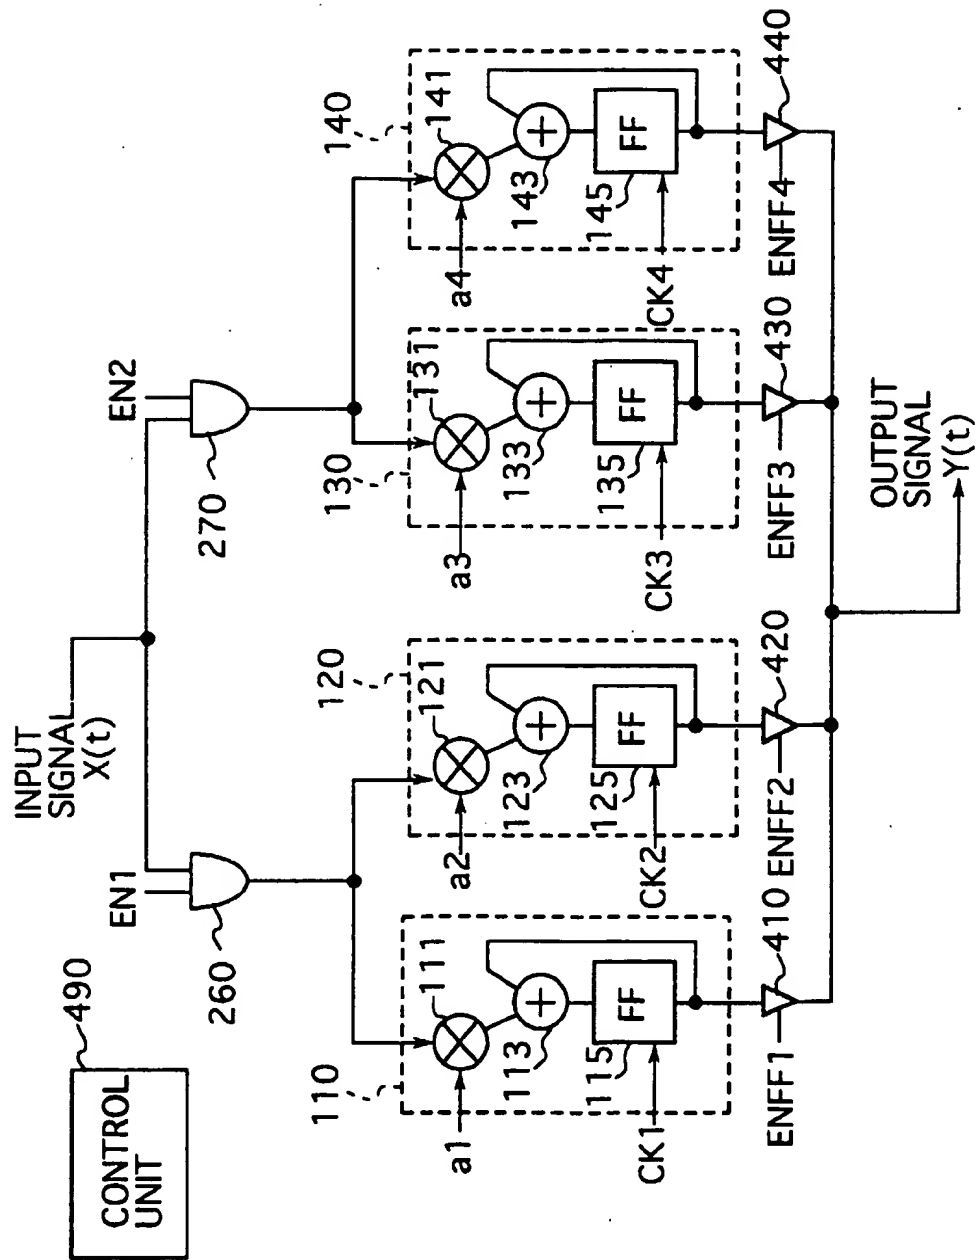 CONTROL
UNIT
490
INPUT
SIGNAL
X(t)
EN1
260
EN2
270
110
111
a1
113
FF
115
CK1
120
121
a2
123
FF
125
CK2
130
131
a3
133
FF
135
CK3
140
141
a4
143
FF
145
CK4
ENFF1
410
ENFF2
420
ENFF3
430
ENFF4
440
OUTPUT
SIGNAL
Y(t)